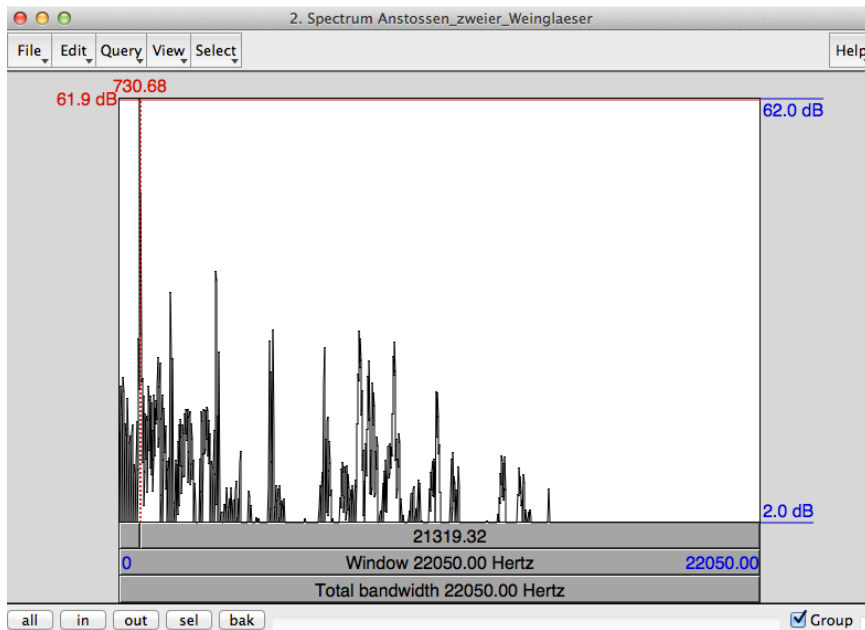 2. Spectrum Anstossen_zweier_Weinglaeser
File Edit Query View Select Help
730.68
61.9 dB
62.0 dB
2.0 dB
21319.32
0 Window 22050.00 Hertz 22050.00
Total bandwidth 22050.00 Hertz
all in out sel bak Group